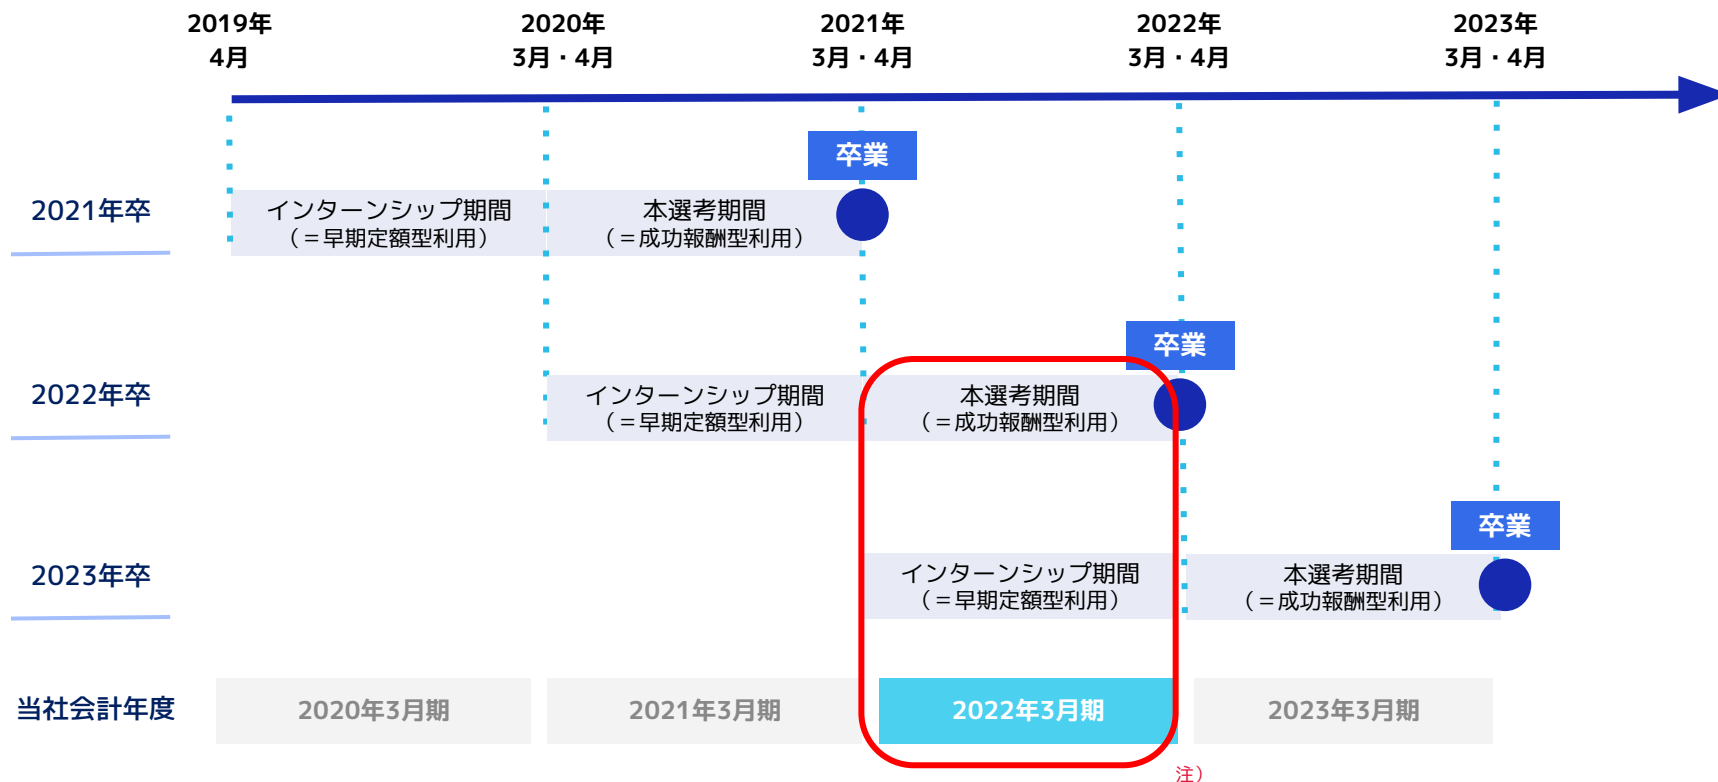 2019年
4月
2020年
3月・4月
2021年
3月・4月
2022年
3月・4月
2023年
3月・4月
卒業
2021年卒
インターンシップ期間
（＝早期定額型利用）
本選考期間
（＝成功報酬型利用）
卒業
2022年卒
インターンシップ期間
（＝早期定額型利用）
本選考期間
（＝成功報酬型利用）
卒業
2023年卒
インターンシップ期間
（＝早期定額型利用）
本選考期間
（＝成功報酬型利用）
当社会計年度
2020年3月期
2021年3月期
2022年3月期
2023年3月期
注）